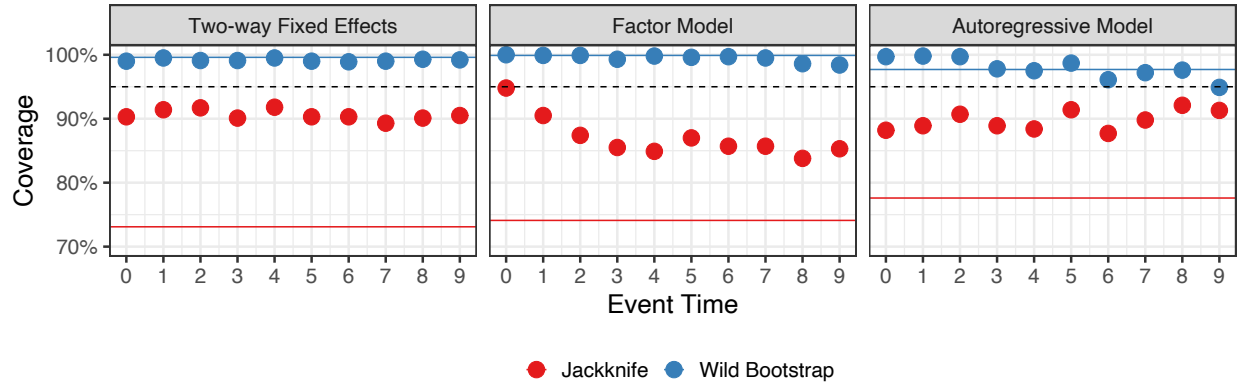 Two-way Fixed Effects Factor Model Autoregressive Model
100%
90%
80%
70%
Coverage
0 1 2 3 4 5 6 7 8 9 0 1 2 3 4 5 6 7 8 9 0 1 2 3 4 5 6 7 8 9
Event Time
Jackknife Wild Bootstrap